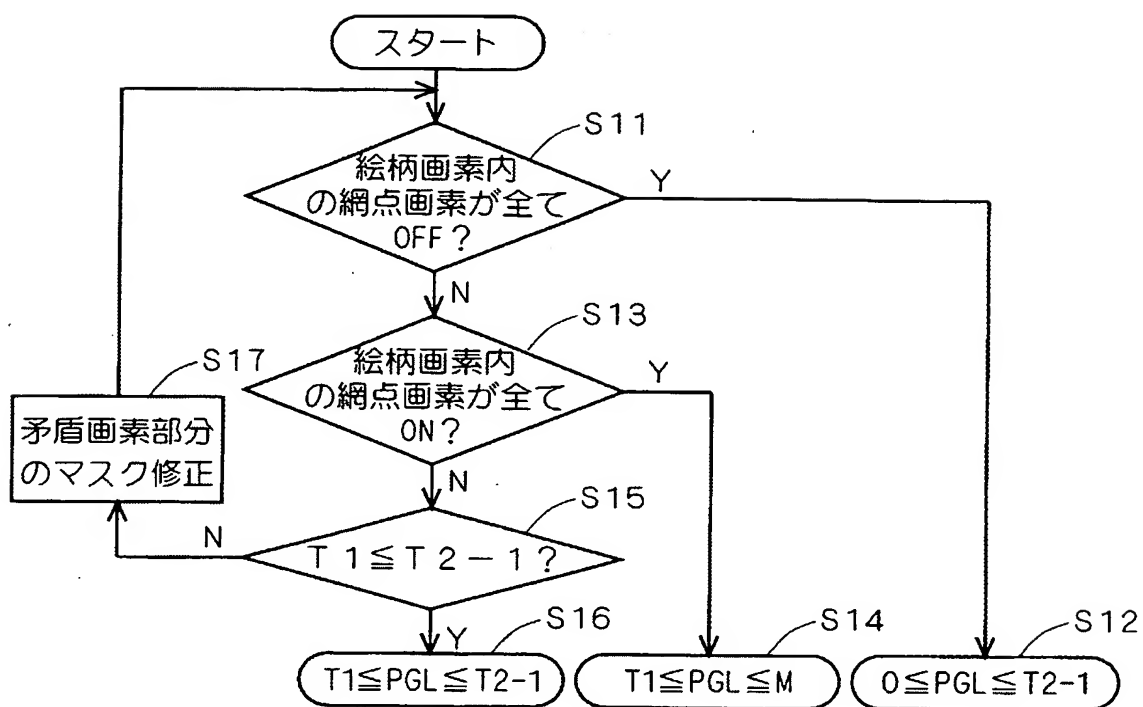 スタート
S11
絵柄画素内
の網点画素が全て
OFF?
Y
N
S13
絵柄画素内
の網点画素が全て
ON?
Y
S17
矛盾画素部分
のマスク修正
N
S15
T1≦T2-1?
N
Y
S16
T1≦PGL≦T2-1
S14
T1≦PGL≦M
S12
0≦PGL≦T2-1